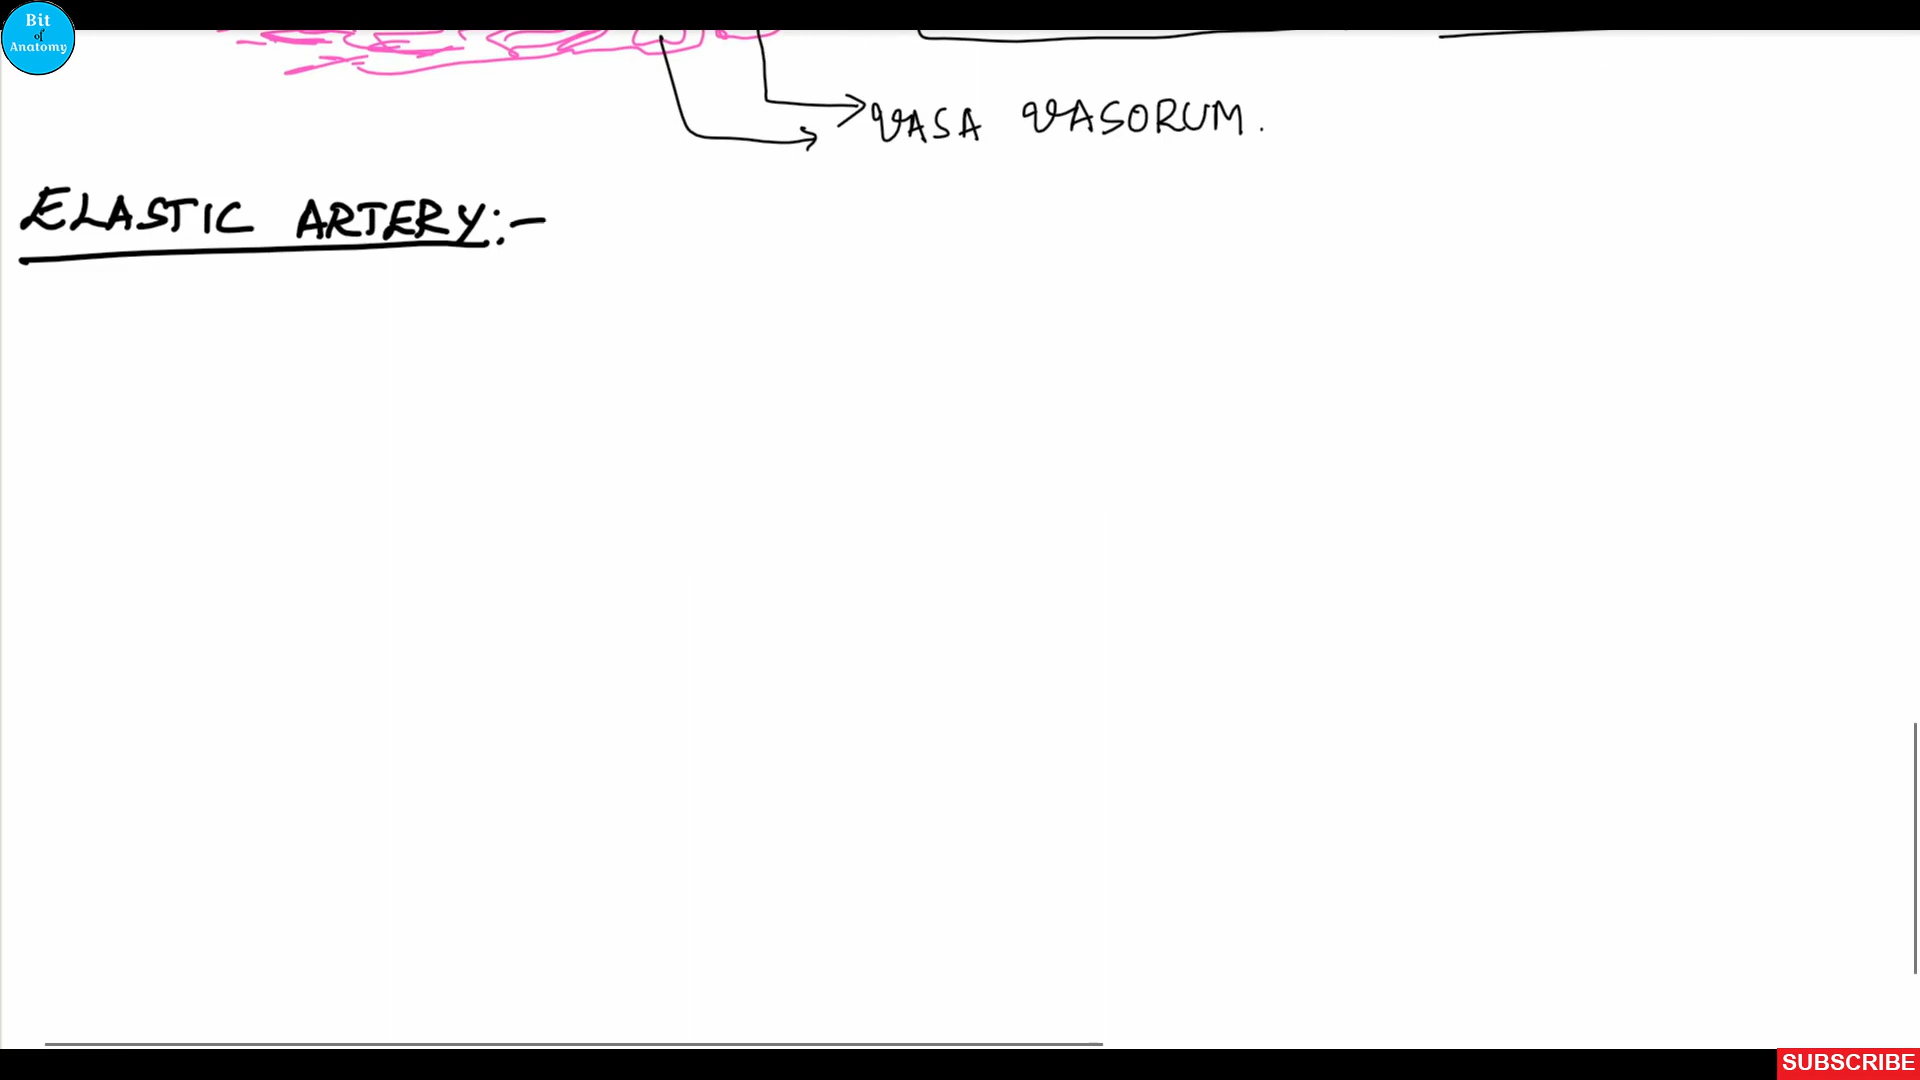 Bit
of
Anatomy
VASA VASORUM.
ELASTIC ARTERY:-
SUBSCRIBE